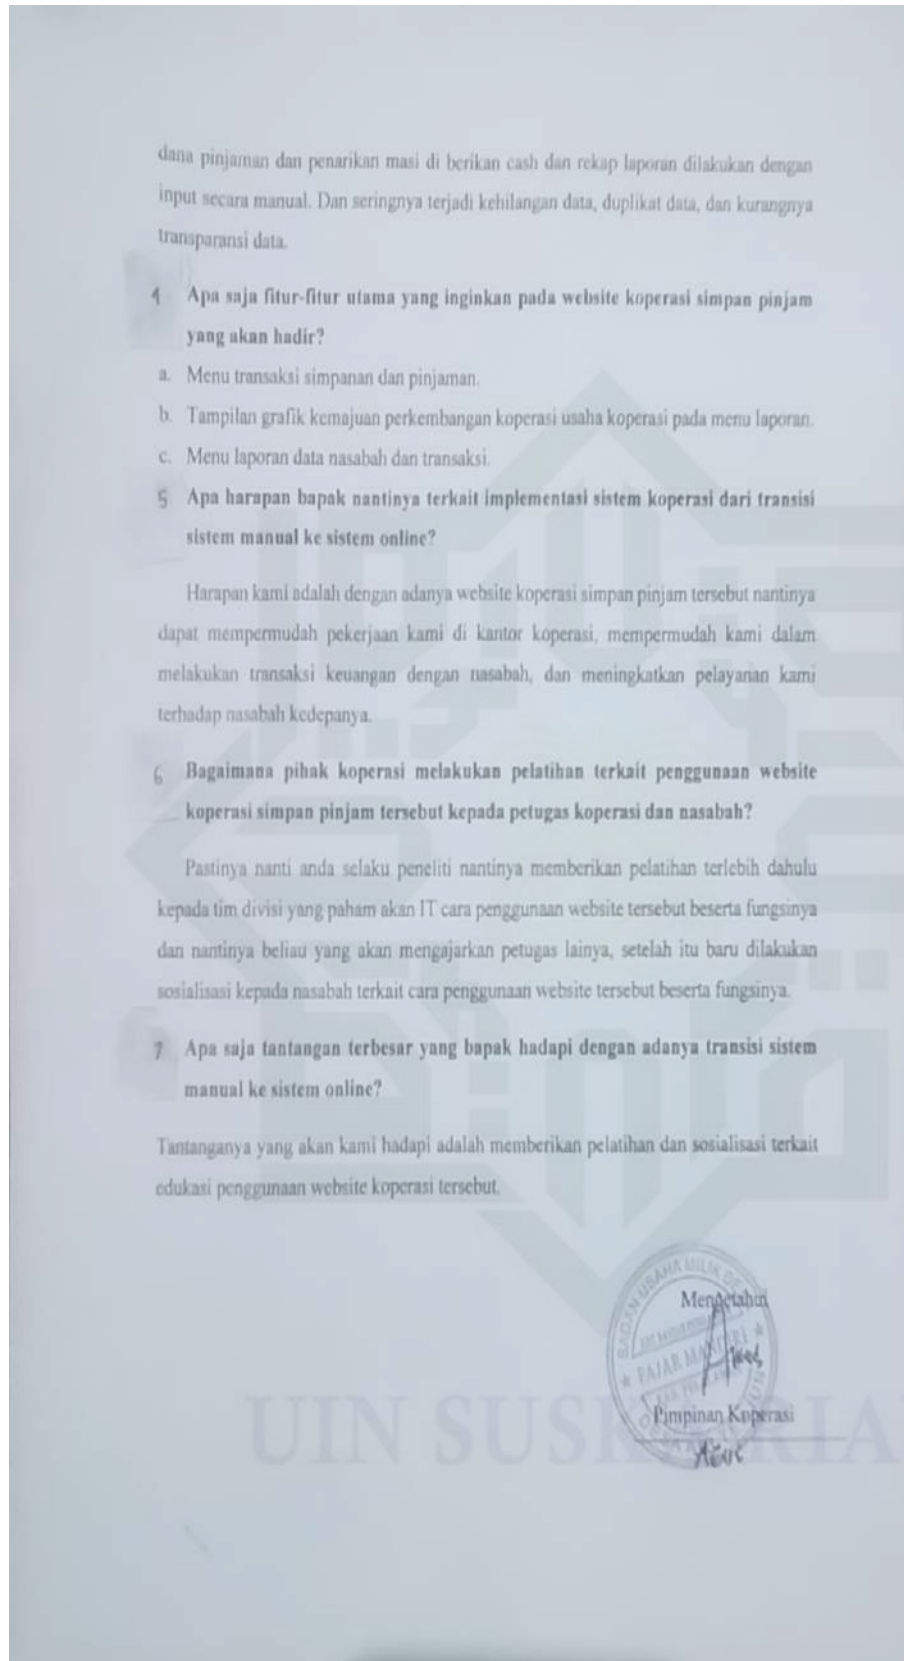 dana pinjaman dan penarikan masi di berikan cash dan rekap laporan dilakukan dengan
input secara manual. Dan seringnya terjadi kehilangan data, duplikat data, dan kurangnya
transparansi data.
4 Apa saja fitur-fitur utama yang inginkan pada website koperasi simpan pinjam
yang akan hadir?
a. Menu transaksi simpanan dan pinjaman.
b. Tampilan grafik kemajuan perkembangan koperasi usaha koperasi pada menu laporan.
c. Menu laporan data nasabah dan transaksi.
5 Apa harapan bapak nantinya terkait implementasi sistem koperasi dari transisi
sistem manual ke sistem online?
Harapan kami adalah dengan adanya website koperasi simpan pinjam tersebut nantinya
dapat mempermudah pekerjaan kami di kantor koperasi, mempermudah kami dalam
melakukan transaksi keuangan dengan nasabah, dan meningkatkan pelayanan kami
terhadap nasabah kedepanya.
6 Bagaimana pihak koperasi melakukan pelatihan terkait penggunaan website
koperasi simpan pinjam tersebut kepada petugas koperasi dan nasabah?
Pastinya nanti anda selaku peneliti nantinya memberikan pelatihan terlebih dahulu
kepada tim divisi yang paham akan IT cara penggunaan website tersebut beserta fungsinya
dan nantinya beliau yang akan mengajarkan petugas lainya, setelah itu baru dilakukan
sosialisasi kepada nasabah terkait cara penggunaan website tersebut beserta fungsinya.
7 Apa saja tantangan terbesar yang bapak hadapi dengan adanya transisi sistem
manual ke sistem online?
Tantanganya yang akan kami hadapi adalah memberikan pelatihan dan sosialisasi terkait
edukasi penggunaan website koperasi tersebut.
BADAN USAHA MILIK
Mengetahui
FAJAR MANDIRI
Pimpinan Koperasi
UIN SUSKA RIA